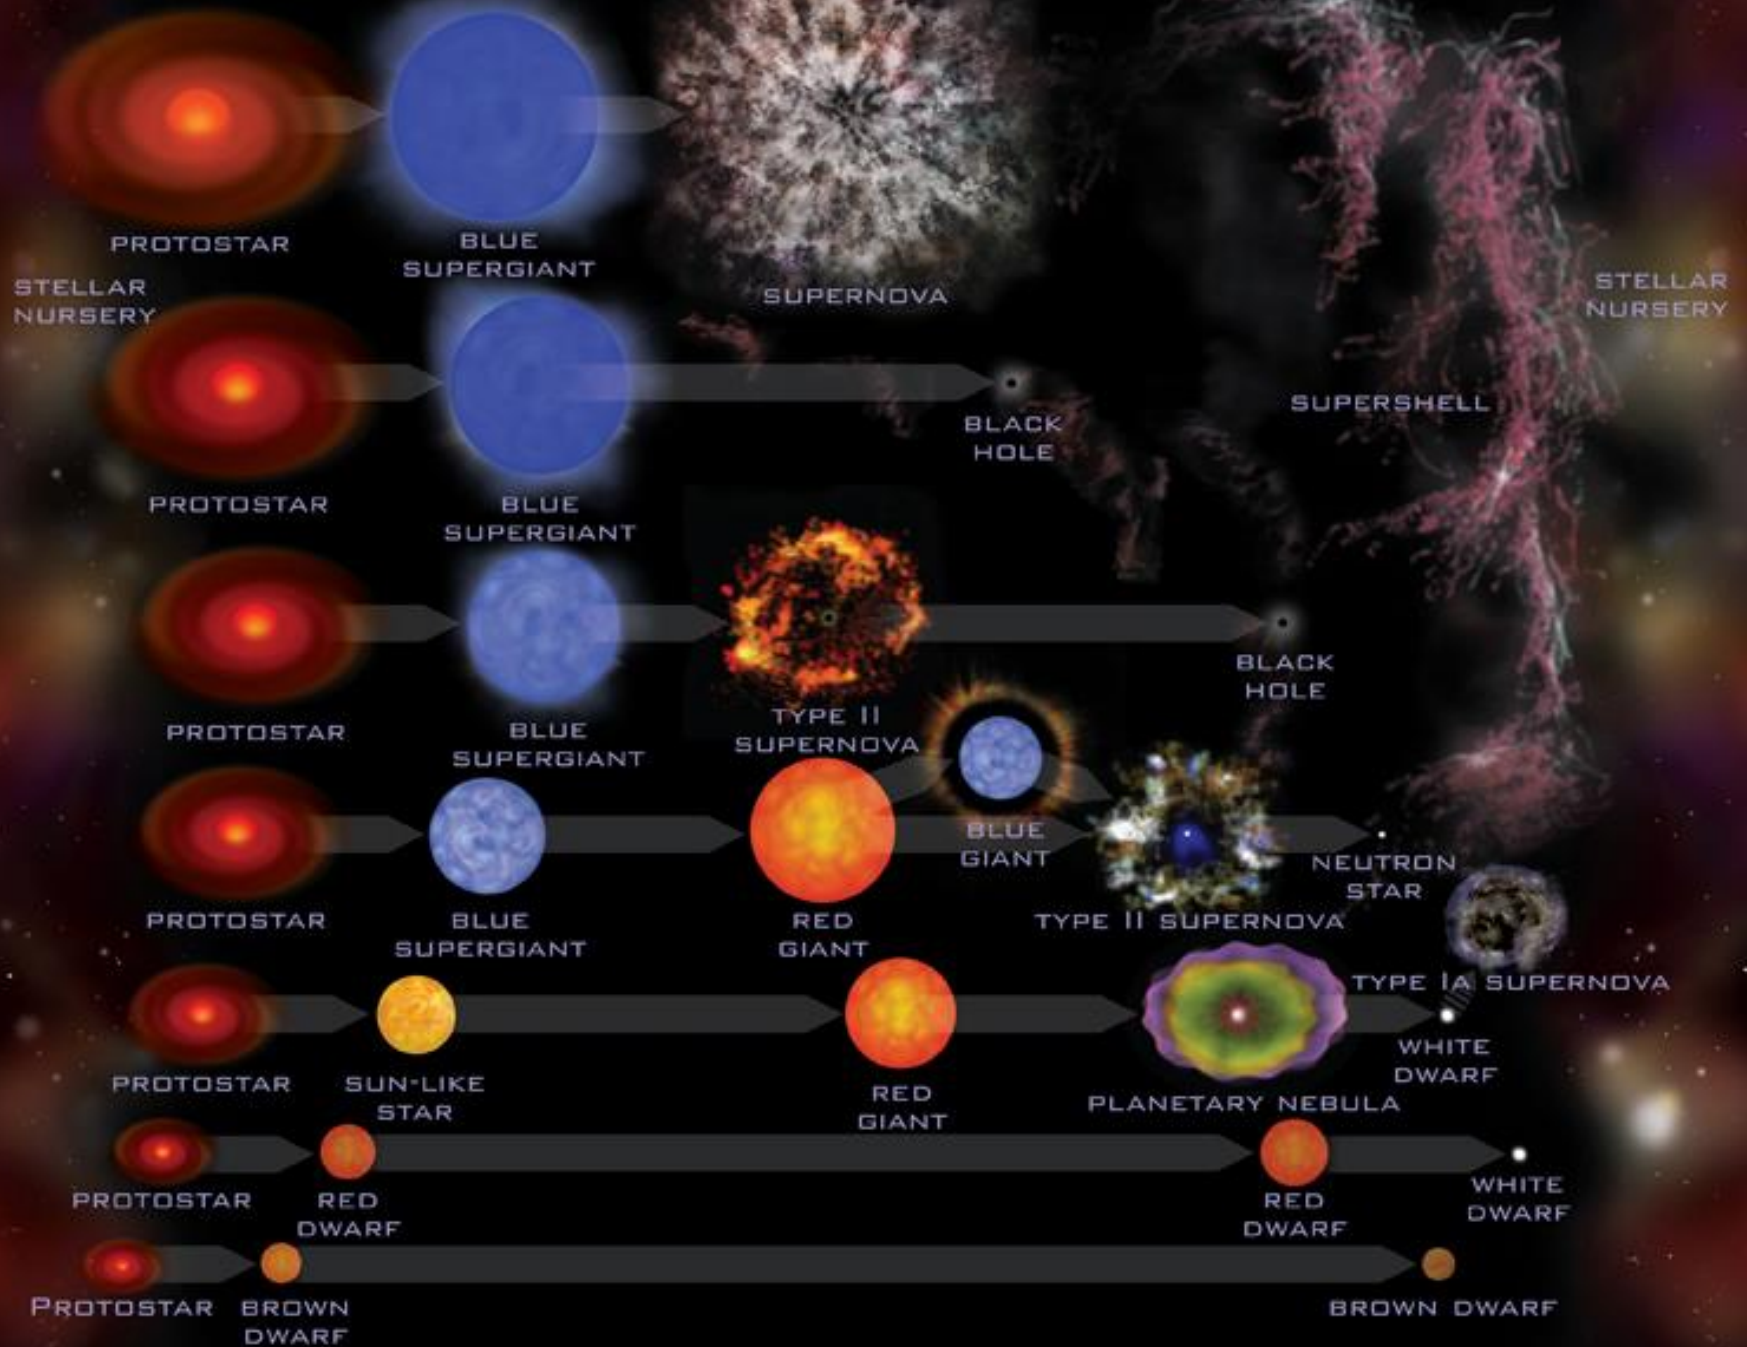 PROTOSTAR
BLUE
SUPERGIANT
SUPERNOVA
STELLAR
NURSERY
STELLAR
NURSERY
SUPERSHELL
PROTOSTAR
BLUE
SUPERGIANT
BLACK
HOLE
PROTOSTAR
BLUE
SUPERGIANT
TYPE II
SUPERNOVA
BLACK
HOLE
PROTOSTAR
BLUE
SUPERGIANT
RED
GIANT
BLUE
GIANT
TYPE II SUPERNOVA
NEUTRON
STAR
TYPE IA SUPERNOVA
PROTOSTAR
SUN-LIKE
STAR
RED
GIANT
PLANETARY NEBULA
WHITE
DWARF
PROTOSTAR
RED
DWARF
RED
DWARF
WHITE
DWARF
PROTOSTAR
BROWN
DWARF
BROWN DWARF